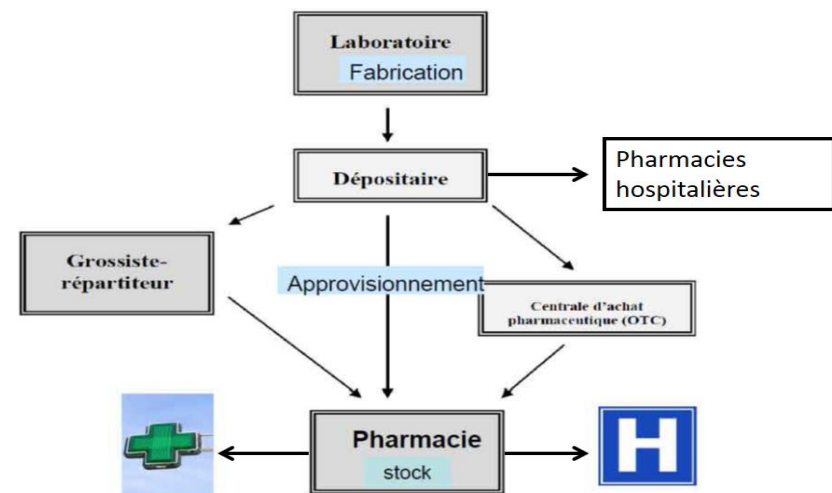 Laboratoire
Fabrication
Dépositaire
Pharmacies
hospitalières
Grossiste-
répartiteur
Approvisionnement
Centrale d'achat
pharmaceutique (OTC)
Pharmacie
stock
H